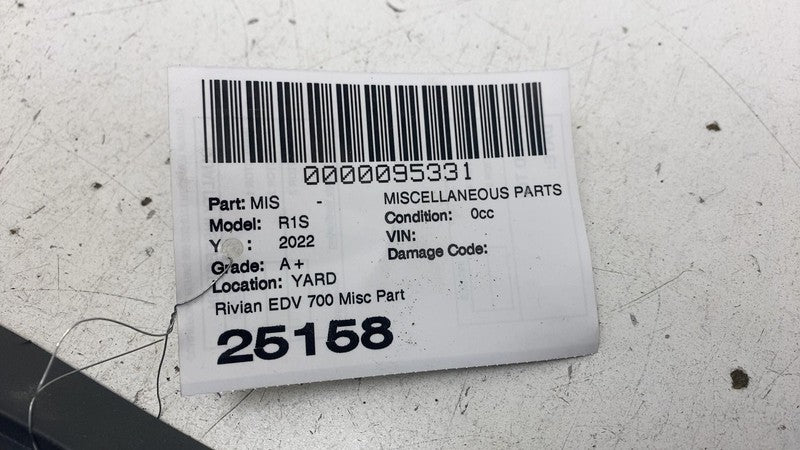 0000095331
Part: MIS - MISCELLANEOUS PARTS
Model: R1S Condition: 0cc
Y : 2022 VIN:
Grade: A+ Damage Code:
Location: YARD
Rivian EDV 700 Misc Part
25158